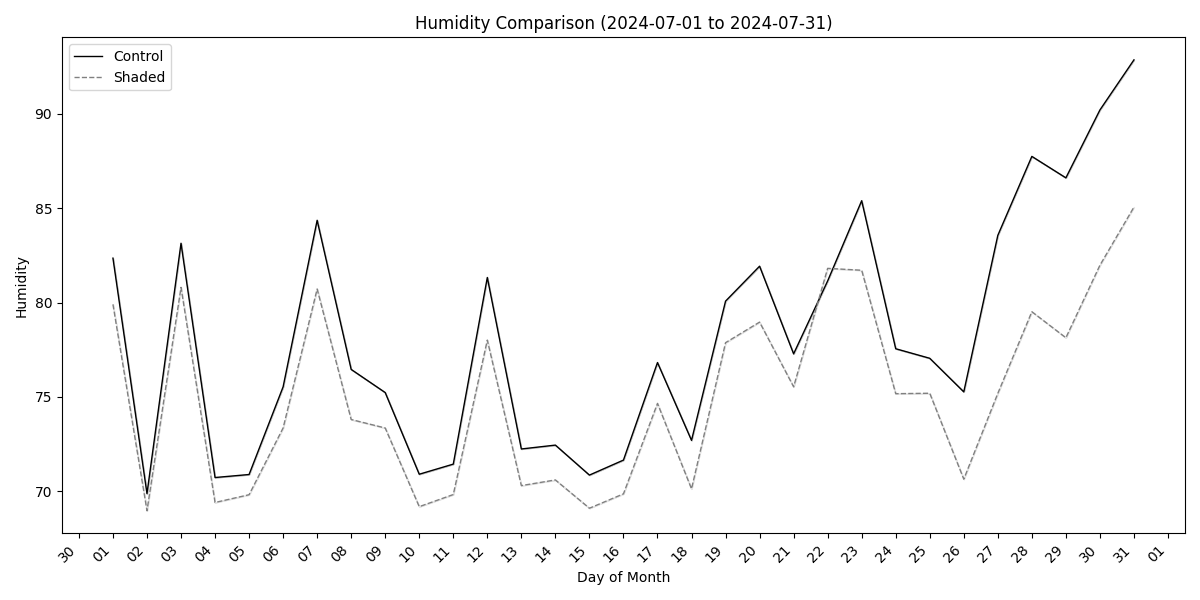 Humidity Comparison (2024-07-01 to 2024-07-31)
Control
Shaded
90
85
80
75
70
Humidity
30 01 02 03 04 05 06 07 08 09 10 11 12 13 14 15 16 17 18 19 20 21 22 23 24 25 26 27 28 29 30 31 01
Day of Month